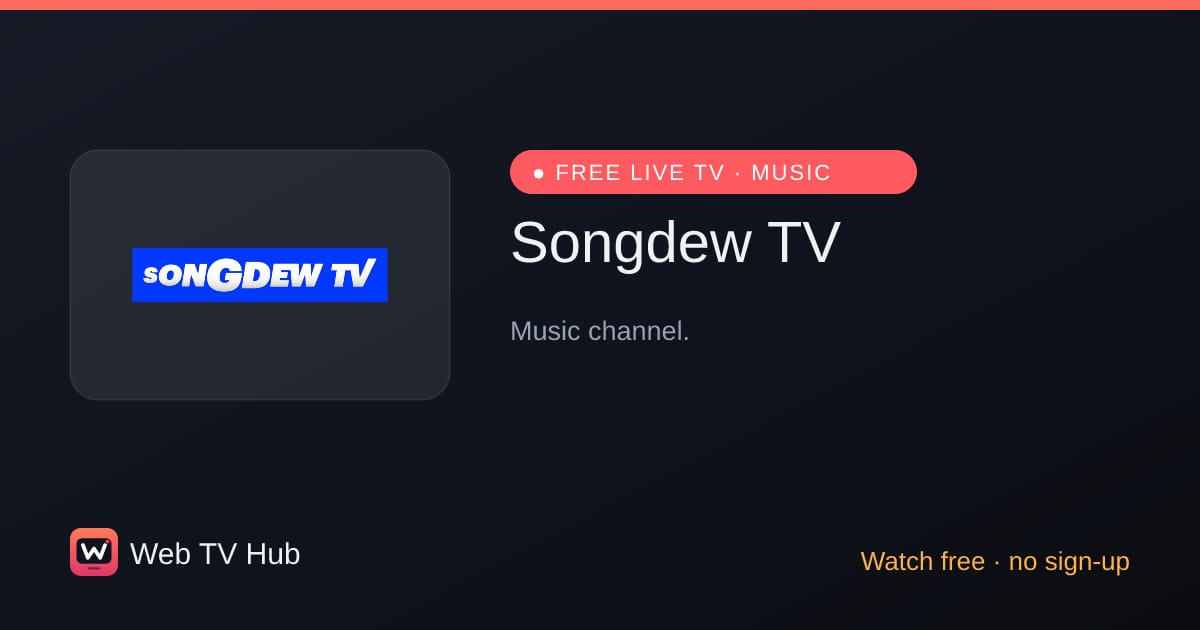 SONGDEW TV
• FREE LIVE TV · MUSIC
Songdew TV
Music channel.
Web TV Hub
Watch free · no sign-up